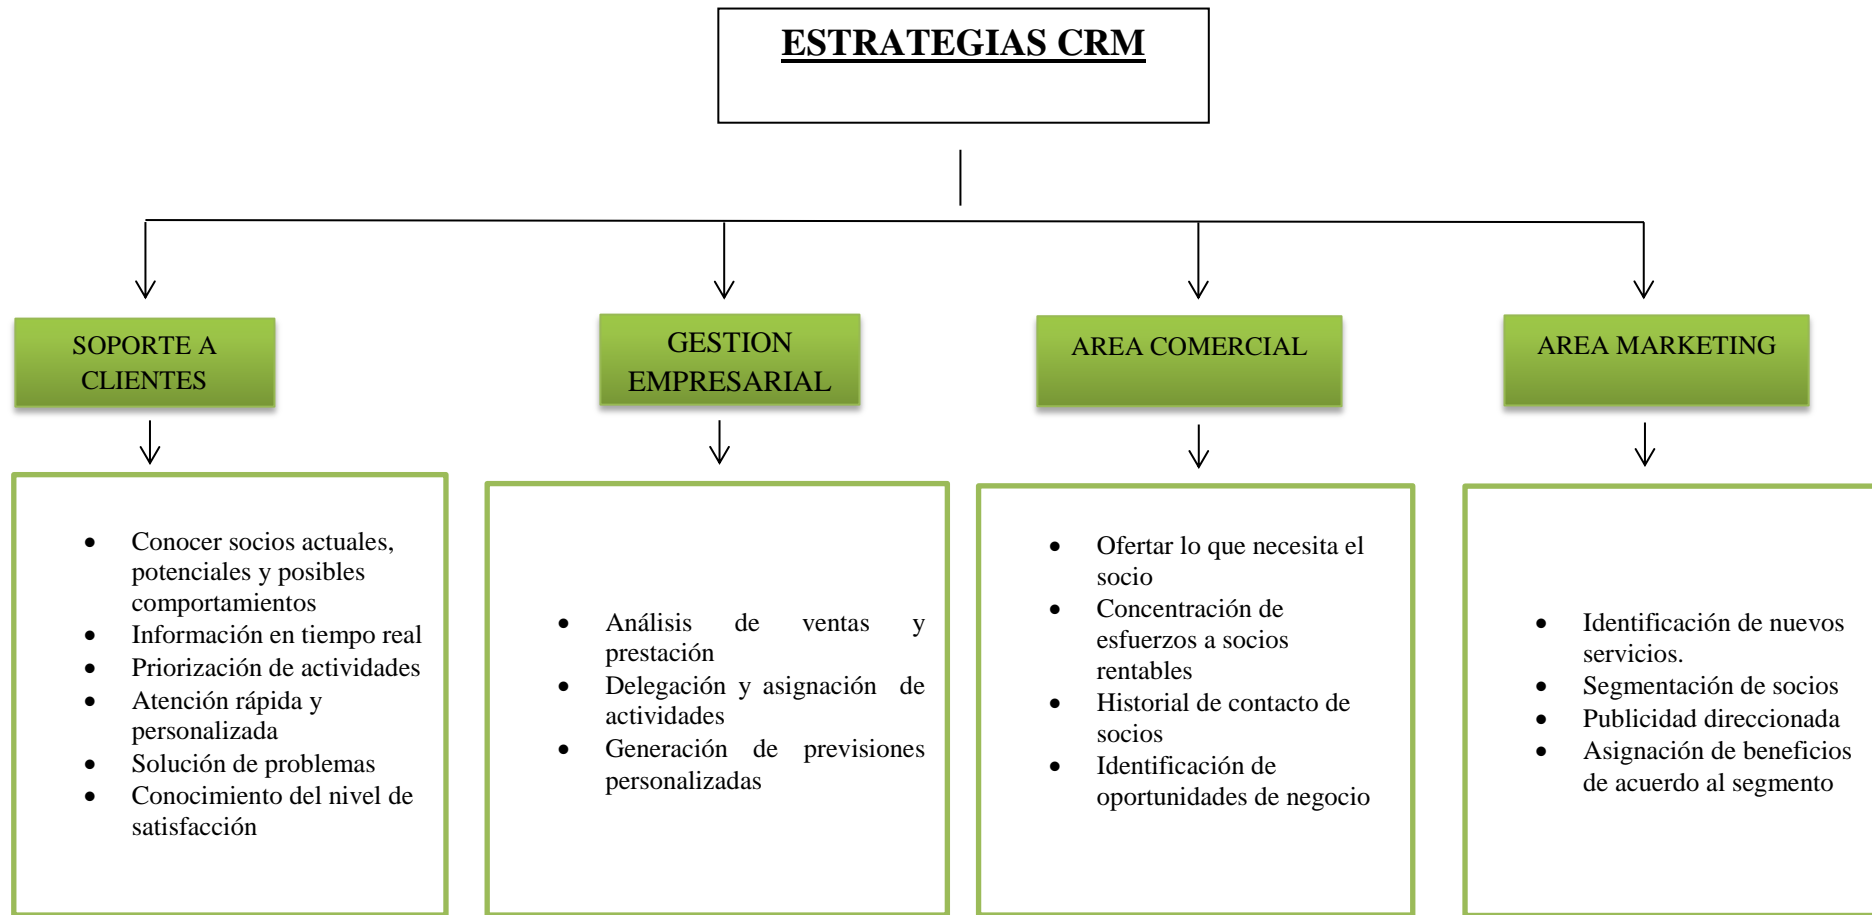 ESTRATEGIAS CRM
SOPORTE A
CLIENTES
GESTION
EMPRESARIAL
AREA COMERCIAL
AREA MARKETING
• Conocer socios actuales,
potenciales y posibles
comportamientos
• Información en tiempo real
• Priorización de actividades
• Atención rápida y
personalizada
• Solución de problemas
• Conocimiento del nivel de
satisfacción
• Análisis de ventas y
prestación
• Delegación y asignación de
actividades
• Generación de previsiones
personalizadas
• Ofertar lo que necesita el
socio
• Concentración de
esfuerzos a socios
rentables
• Historial de contacto de
socios
• Identificación de
oportunidades de negocio
• Identificación de nuevos
servicios.
• Segmentación de socios
• Publicidad direccionada
• Asignación de beneficios
de acuerdo al segmento